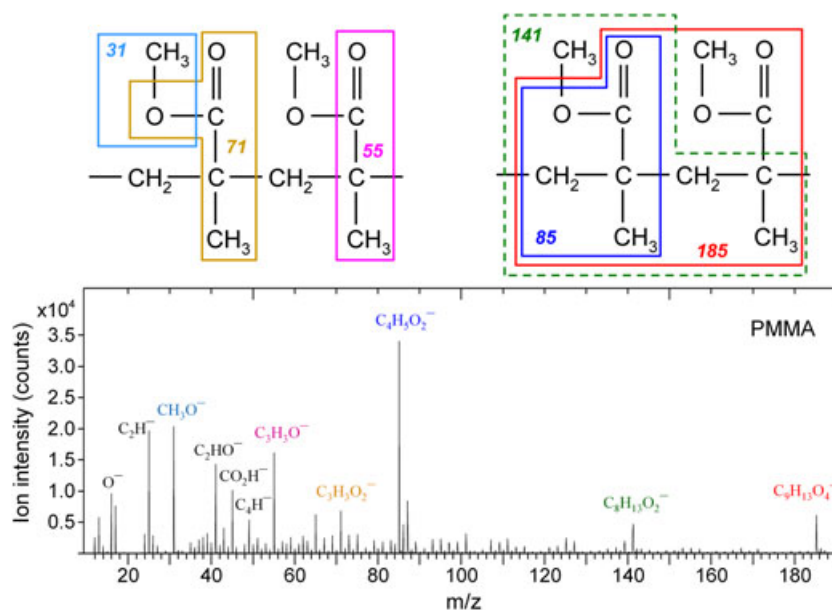 31
CH₃
O
O
C
71
CH₂
C
CH₃
CH₃
O
O
C
55
CH₂
C
CH₃
141
CH₃
O
O
C
CH₂
C
CH₃
85
CH₃
O
O
C
CH₂
C
CH₃
185
x10⁴
3.5
3.0
2.5
2.0
1.5
1.0
0.5
Ion intensity (counts)
PMMA
O⁻
C₂H⁻
CH₃O⁻
C₂HO⁻
CO₂H⁻
C₄H⁻
C₃H₃O⁻
C₃H₃O₂⁻
C₄H₅O₂⁻
C₈H₁₃O₂⁻
C₉H₁₃O₄⁻
20 40 60 80 100 120 140 160 180
m/z